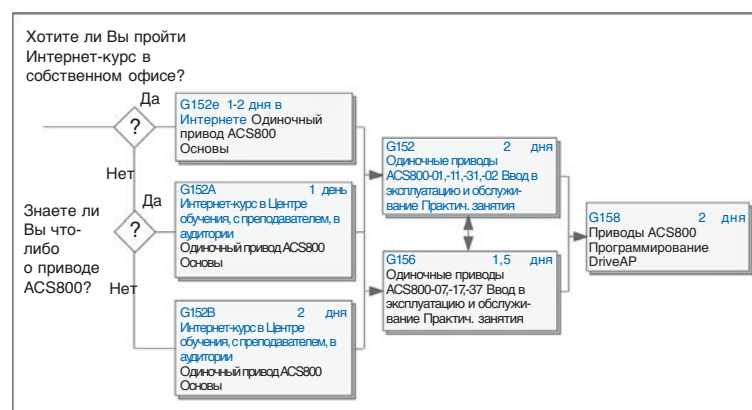 Хотите ли Вы пройти
Интернет-курс в
собственном офисе?
Да
?
G152e 1-2 дня в
Интернете Одиночный
привод ACS800
Основы
Нет
Знаете ли
Вы что-
либо
о приводе
ACS800?
Да
?
G152A 1 день
Интернет-курс в Центре
обучения, с преподавателем, в
аудитории
Одиночный привод ACS800
Основы
Нет
G152B 2 дня
Интернет-курс в Центре
обучения, с преподавателем, в
аудитории
Одиночный привод ACS800
Основы
G152 2 дня
Одиночные приводы
ACS800-01,-11,-31,-02 Ввод в
эксплуатацию и обслужи-
вание Практич. занятия
G156 1,5 дня
Одиночные приводы
ACS800-07,-17,-37 Ввод в
эксплуатацию и обслужи-
вание Практич. занятия
G158 2 дня
Приводы ACS800
Программирование
DriveAP